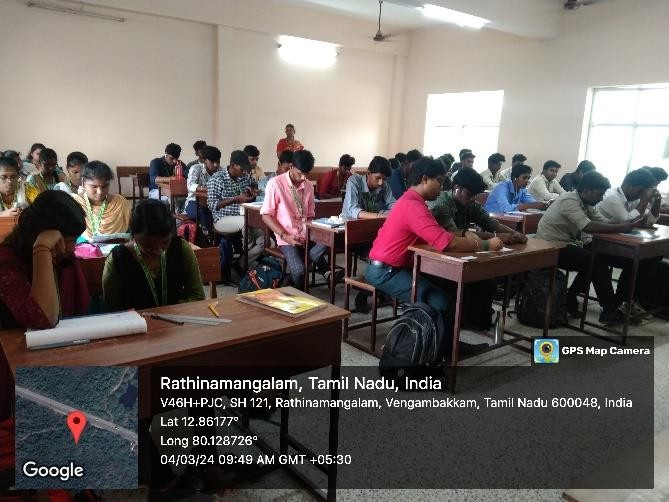 GPS Map Camera
Rathinamangalam, Tamil Nadu, India
V46H+PJC, SH 121, Rathinamangalam, Vengambakkam, Tamil Nadu 600048, India
Lat 12.86177°
Long 80.128726°
04/03/24 09:49 AM GMT +05:30
Google